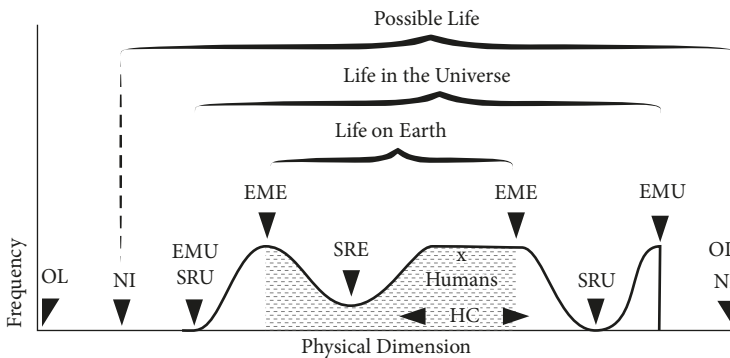 Possible Life
Life in the Universe
Life on Earth
EME
EME
EMU
EMU
SRE
SRU
OL
NI
x
Humans
SRU
HC
OL
N
Frequency
Physical Dimension